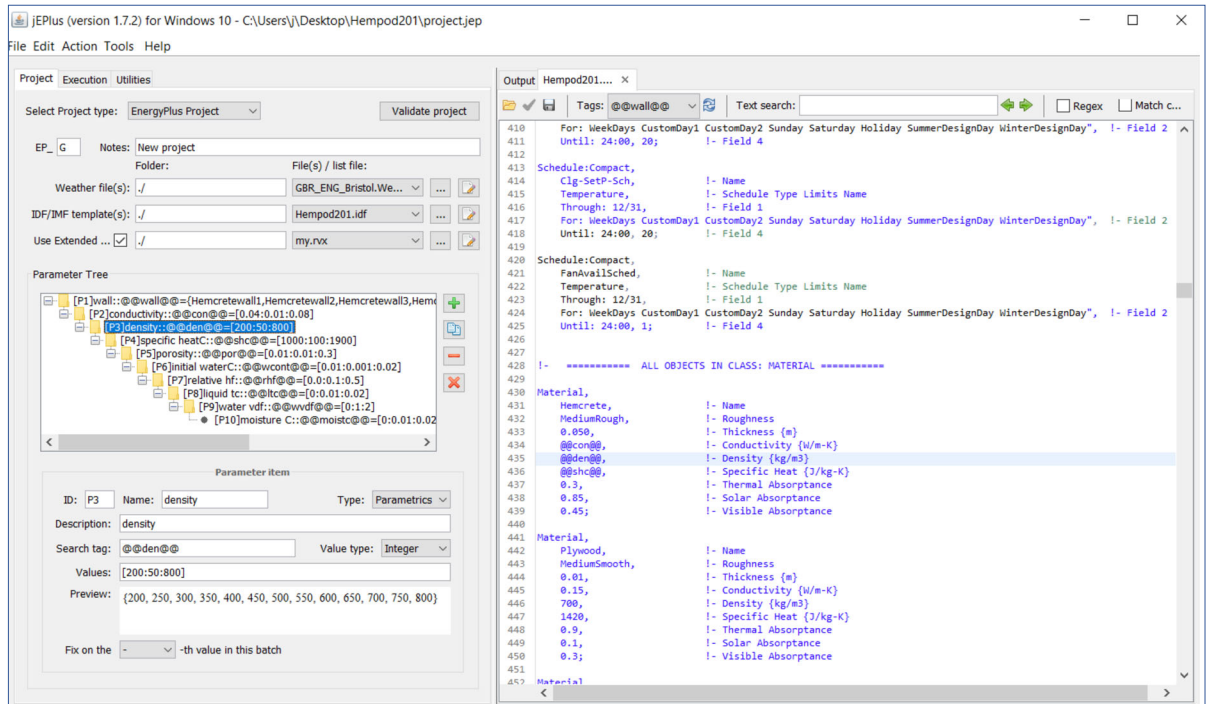 jEPlus (version 1.7.2) for Windows 10 - C:\Users\j\Desktop\Hempod201\project.jep
File Edit Action Tools Help
Project Execution Utilities
Select Project type: EnergyPlus Project Validate project
EP_ G Notes: New project
Folder: File(s) / list file:
Weather file(s): ./ GBR_ENG_Bristol.We... ...
IDF/IMF template(s): ./ Hempod201.idf ...
Use Extended ... ./ my.rvx ...
Parameter Tree
[P1]wall::@@wall@@={Hemcretewall1,Hemcretewall2,Hemcretewall3,Hemc
[P2]conductivity::@@con@@=[0.04:0.01:0.08]
[P3]density::@@den@@=[200:50:800]
[P4]specific heatC::@@shc@@=[1000:100:1900]
[P5]porosity::@@por@@=[0.01:0.01:0.3]
[P6]initial waterC::@@wcont@@=[0.01:0.001:0.02]
[P7]relative hf::@@rhf@@=[0.0:0.1:0.5]
[P8]liquid tc::@@ltc@@=[0:0.01:0.02]
[P9]water vdf::@@wvdf@@=[0:1:2]
[P10]moisture C::@@moistc@@=[0:0.01:0.02
Parameter item
ID: P3 Name: density Type: Parametrics
Description: density
Search tag: @@den@@ Value type: Integer
Values: [200:50:800]
Preview: {200, 250, 300, 350, 400, 450, 500, 550, 600, 650, 700, 750, 800}
Fix on the - -th value in this batch
Output Hempod201.... ×
Tags: @@wall@@ Text search: Regex Match c...
410 For: WeekDays CustomDay1 CustomDay2 Sunday Saturday Holiday SummerDesignDay WinterDesignDay", !- Field 2
411 Until: 24:00, 20; !- Field 4
412
413 Schedule:Compact,
414 Clg-SetP-Sch, !- Name
415 Temperature, !- Schedule Type Limits Name
416 Through: 12/31, !- Field 1
417 For: WeekDays CustomDay1 CustomDay2 Sunday Saturday Holiday SummerDesignDay WinterDesignDay", !- Field 2
418 Until: 24:00, 20; !- Field 4
419
420 Schedule:Compact,
421 FanAvailSched, !- Name
422 Temperature, !- Schedule Type Limits Name
423 Through: 12/31, !- Field 1
424 For: WeekDays CustomDay1 CustomDay2 Sunday Saturday Holiday SummerDesignDay WinterDesignDay", !- Field 2
425 Until: 24:00, 1; !- Field 4
426
427
428 !- =========== ALL OBJECTS IN CLASS: MATERIAL ===========
429
430 Material,
431 Hemcrete, !- Name
432 MediumRough, !- Roughness
433 0.050, !- Thickness {m}
434 @@con@@, !- Conductivity {W/m-K}
435 @@den@@, !- Density {kg/m3}
436 @@shc@@, !- Specific Heat {J/kg-K}
437 0.3, !- Thermal Absorptance
438 0.85, !- Solar Absorptance
439 0.45; !- Visible Absorptance
440
441 Material,
442 Plywood, !- Name
443 MediumSmooth, !- Roughness
444 0.01, !- Thickness {m}
445 0.15, !- Conductivity {W/m-K}
446 700, !- Density {kg/m3}
447 1420, !- Specific Heat {J/kg-K}
448 0.9, !- Thermal Absorptance
449 0.1, !- Solar Absorptance
450 0.3; !- Visible Absorptance
451
452 Material